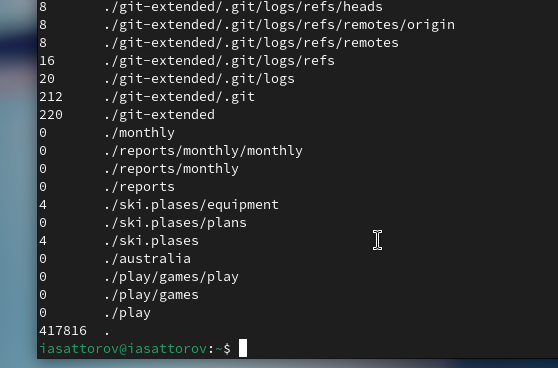 8       ./git-extended/.git/logs/refs/heads
8       ./git-extended/.git/logs/refs/remotes/origin
8       ./git-extended/.git/logs/refs/remotes
16      ./git-extended/.git/logs/refs
20      ./git-extended/.git/logs
212     ./git-extended/.git
220     ./git-extended
0       ./monthly
0       ./reports/monthly/monthly
0       ./reports/monthly
0       ./reports
4       ./ski.plases/equipment
0       ./ski.plases/plans
4       ./ski.plases
0       ./australia
0       ./play/games/play
0       ./play/games
0       ./play
417816  .
iasattorov@iasattorov:~$